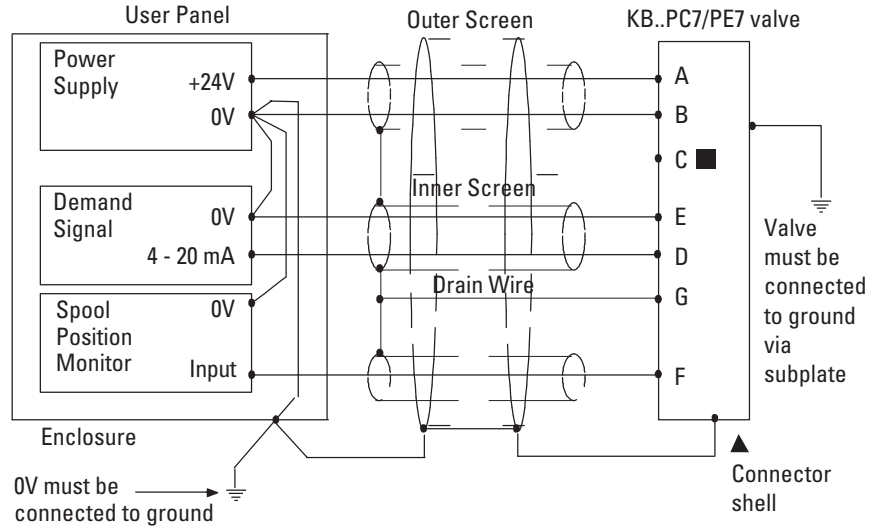 User Panel
Outer Screen
KB..PC7/PE7 valve
Power
Supply
+24V
0V
Demand
Signal
0V
4 - 20 mA
Spool
Position
Monitor
0V
Input
Enclosure
0V must be
connected to ground
Inner Screen
Drain Wire
A
B
C
E
D
G
F
Valve
must be
connected
to ground
via
subplate
Connector
shell